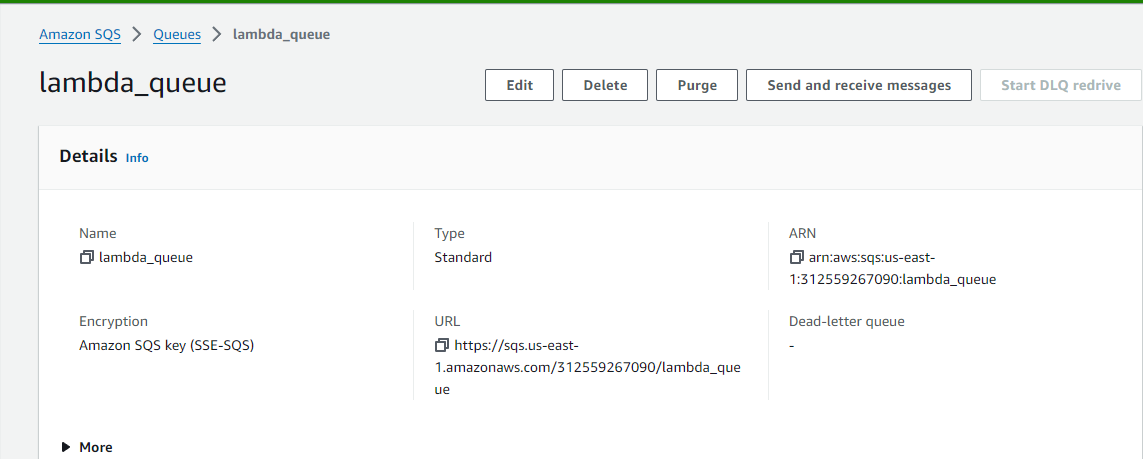 Amazon SQS > Queues > lambda_queue
lambda_queue
Edit
Delete
Purge
Send and receive messages
Start DLQ redrive
Details Info
Name
lambda_queue
Type
Standard
ARN
arn:aws:sqs:us-east-
1:312559267090:lambda_queue
Encryption
Amazon SQS key (SSE-SQS)
URL
https://sqs.us-east-
1.amazonaws.com/312559267090/lambda_que
ue
Dead-letter queue
-
More